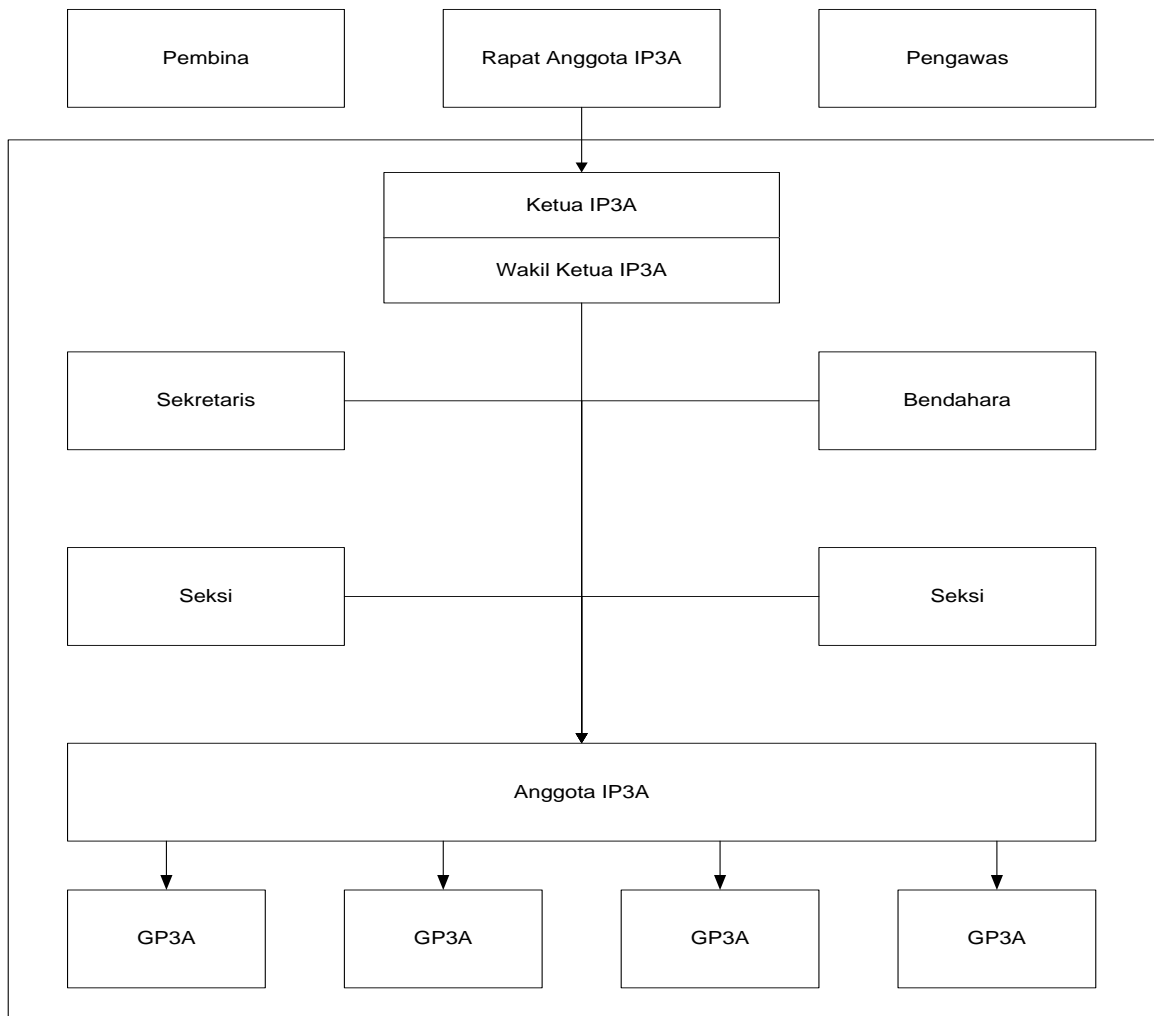 Pembina
Rapat Anggota IP3A
Pengawas
Ketua IP3A
Wakil Ketua IP3A
Sekretaris
Bendahara
Seksi
Seksi
Anggota IP3A
GP3A
GP3A
GP3A
GP3A